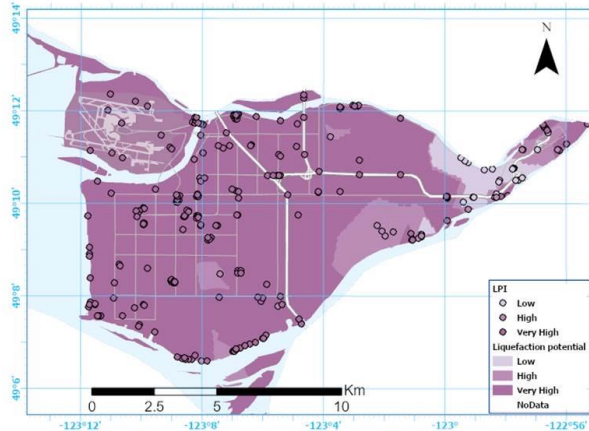 49°14'
N
49°12'
49°10'
49°8'
49°6'
LPI
Low
High
Very High
Liquefaction potential
Low
High
Very High
NoData
Km
0 2.5 5 10
-123°12' -123°8' -123°4' -123° -122°56'